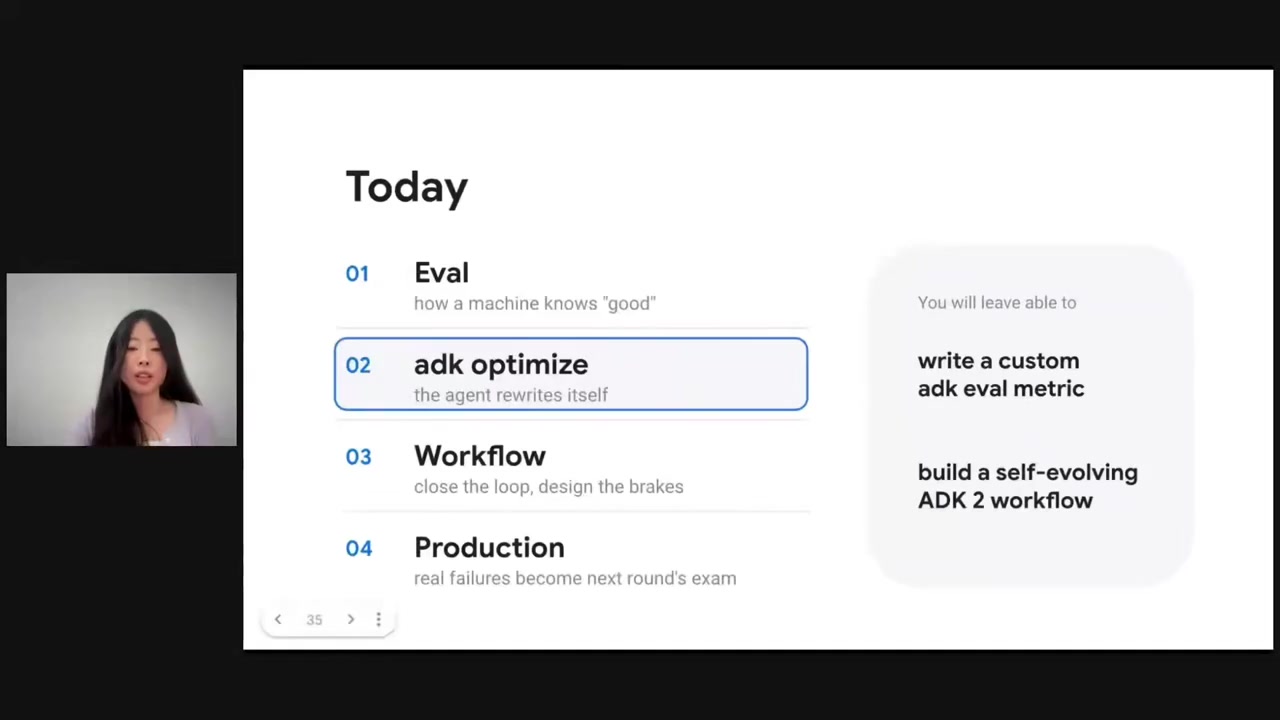 Today
01 Eval
how a machine knows "good"
02 adk optimize
the agent rewrites itself
03 Workflow
close the loop, design the brakes
04 Production
real failures become next round's exam
You will leave able to
write a custom
adk eval metric
build a self-evolving
ADK 2 workflow
35